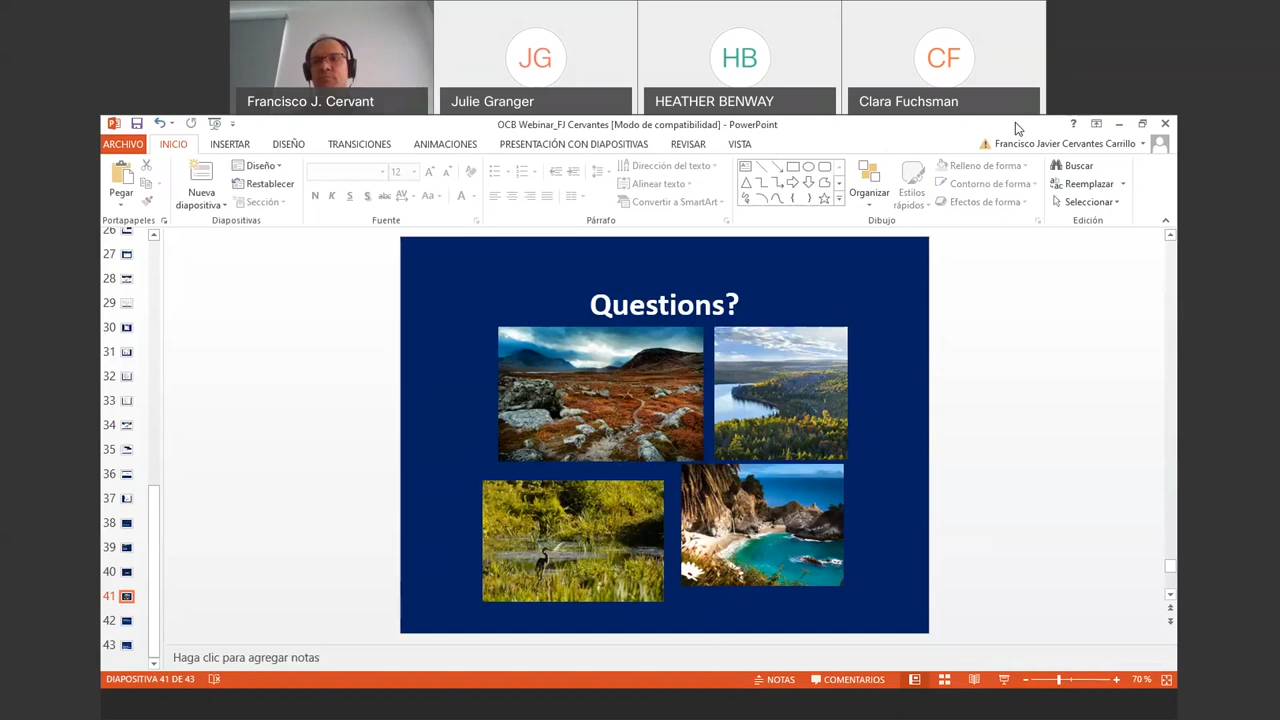 JG
HB
CF
Francisco J. Cervant
Julie Granger
HEATHER BENWAY
Clara Fuchsman
OCB Webinar_FJ Cervantes [Modo de compatibilidad] - PowerPoint
ARCHIVO INICIO INSERTAR DISEÑO TRANSICIONES ANIMACIONES PRESENTACIÓN CON DIAPOSITIVAS REVISAR VISTA
Francisco Javier Cervantes Carrillo
Pegar
Nueva diapositiva
Diseño
Restablecer
Sección
12
N K S S abc AV Aa A
Dirección del texto
Alinear texto
Convertir a SmartArt
Organizar
Estilos rápidos
Relleno de forma
Contorno de forma
Efectos de forma
Buscar
Reemplazar
Seleccionar
Portapapeles Diapositivas Fuente Párrafo Dibujo Edición
26
27
28
29
30
31
32
33
34
35
36
37
38
39
40
41
42
43
Questions?
Haga clic para agregar notas
DIAPOSITIVA 41 DE 43
NOTAS
COMENTARIOS
70 %